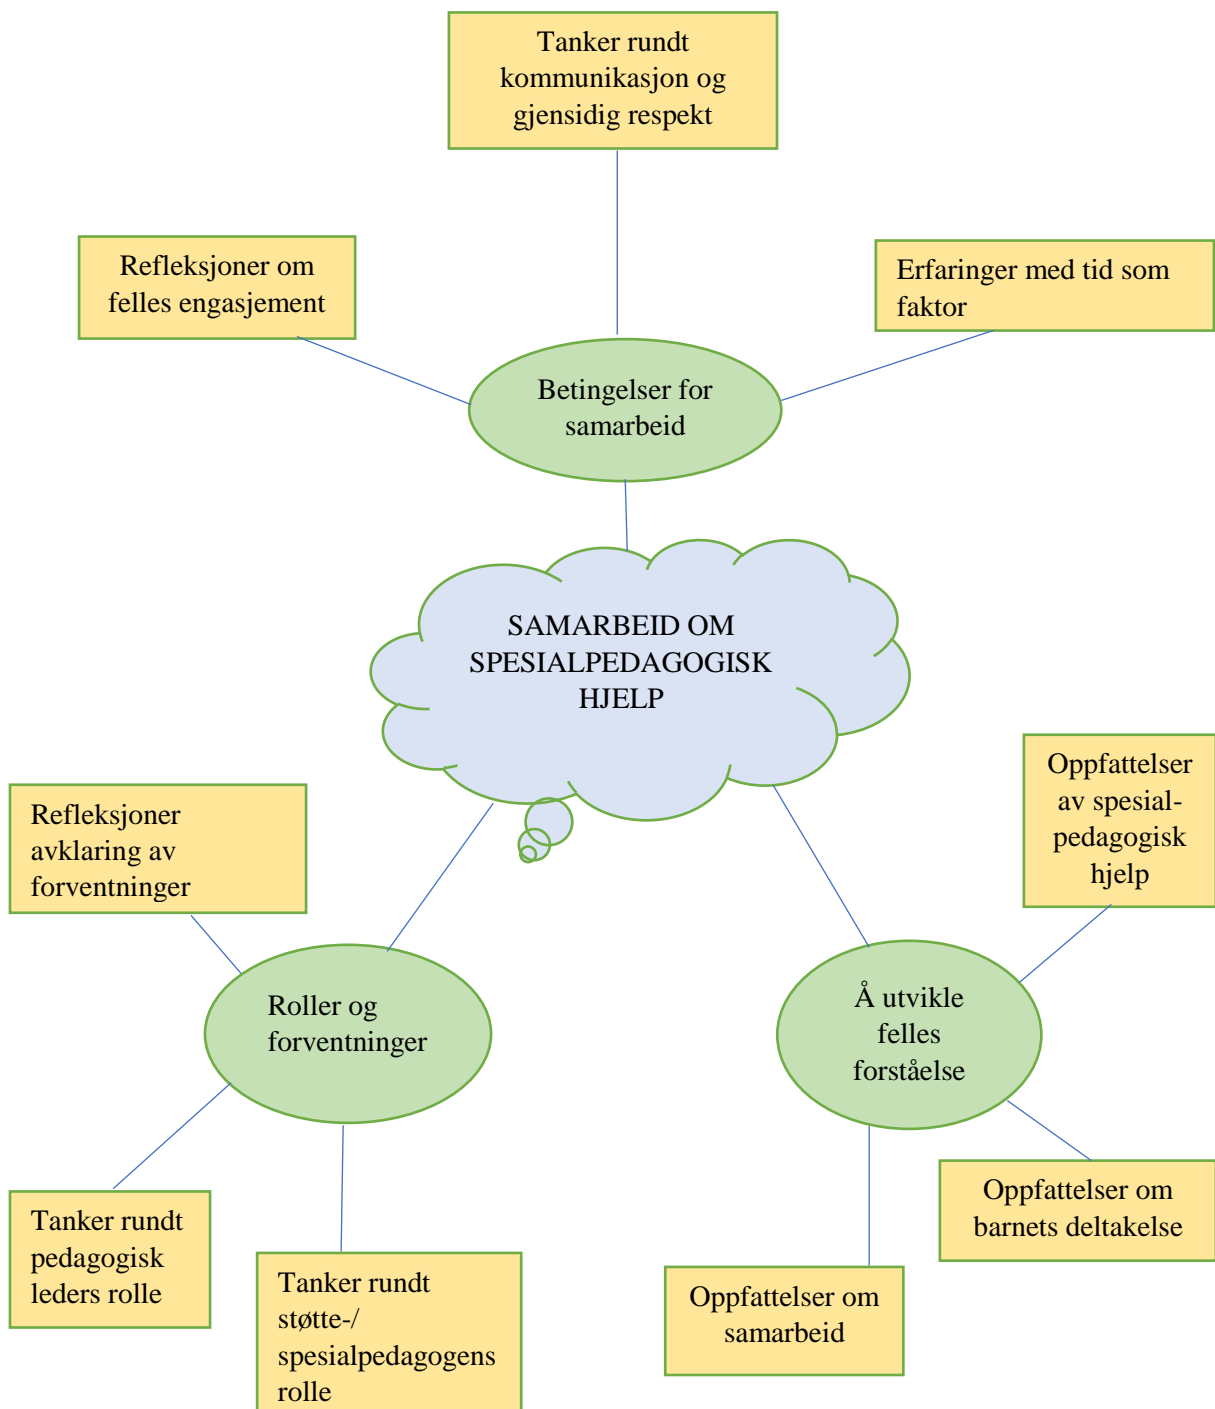 Tanker rundt
kommunikasjon og
gjensidig respekt
Refleksjoner om
felles engasjement
Erfaringer med tid som
faktor
Betingelser for
samarbeid
SAMARBEID OM
SPESIALPEDAGOGISK
HJELP
Refleksjoner
avklaring av
forventninger
Oppfattelser
av spesial-
pedagogisk
hjelp
Roller og
forventninger
Å utvikle
felles
forståelse
Tanker rundt
pedagogisk
leders rolle
Tanker rundt
støtte-/
spesialpedagogens
rolle
Oppfattelser om
samarbeid
Oppfattelser om
barnets deltakelse